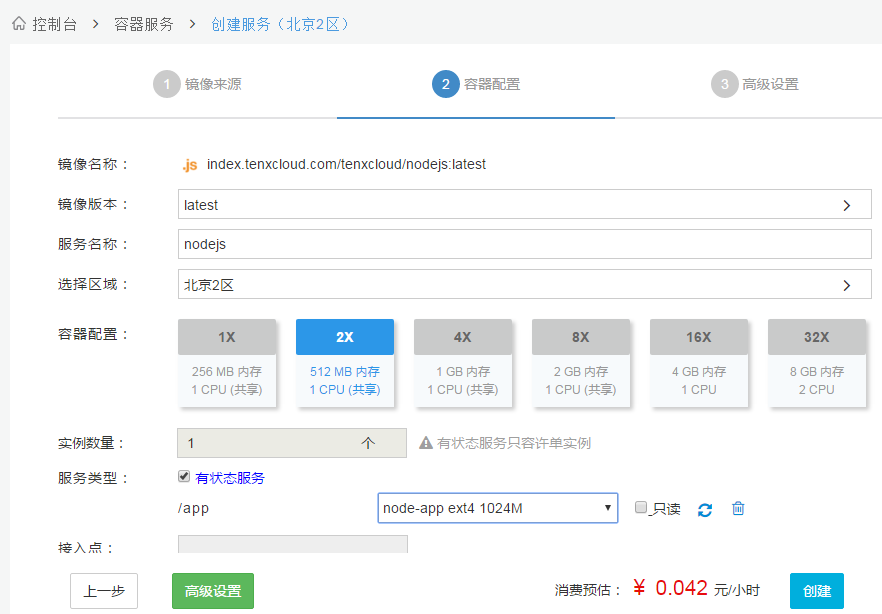 控制台 > 容器服务 > 创建服务（北京2区）
1 镜像来源 2 容器配置 3 高级设置
镜像名称： .js index.tenxcloud.com/tenxcloud/nodejs:latest
镜像版本： latest
服务名称： nodejs
选择区域： 北京2区
容器配置： 1X 2X 4X 8X 16X 32X
256 MB 内存 512 MB 内存 1 GB 内存 2 GB 内存 4 GB 内存 8 GB 内存
1 CPU (共享) 1 CPU (共享) 1 CPU (共享) 1 CPU (共享) 1 CPU 2 CPU
实例数量： 1 个 有状态服务只容许单实例
服务类型： 有状态服务
/app node-app ext4 1024M 只读
接入点：
上一步 高级设置 消费预估： ¥ 0.042 元/小时 创建